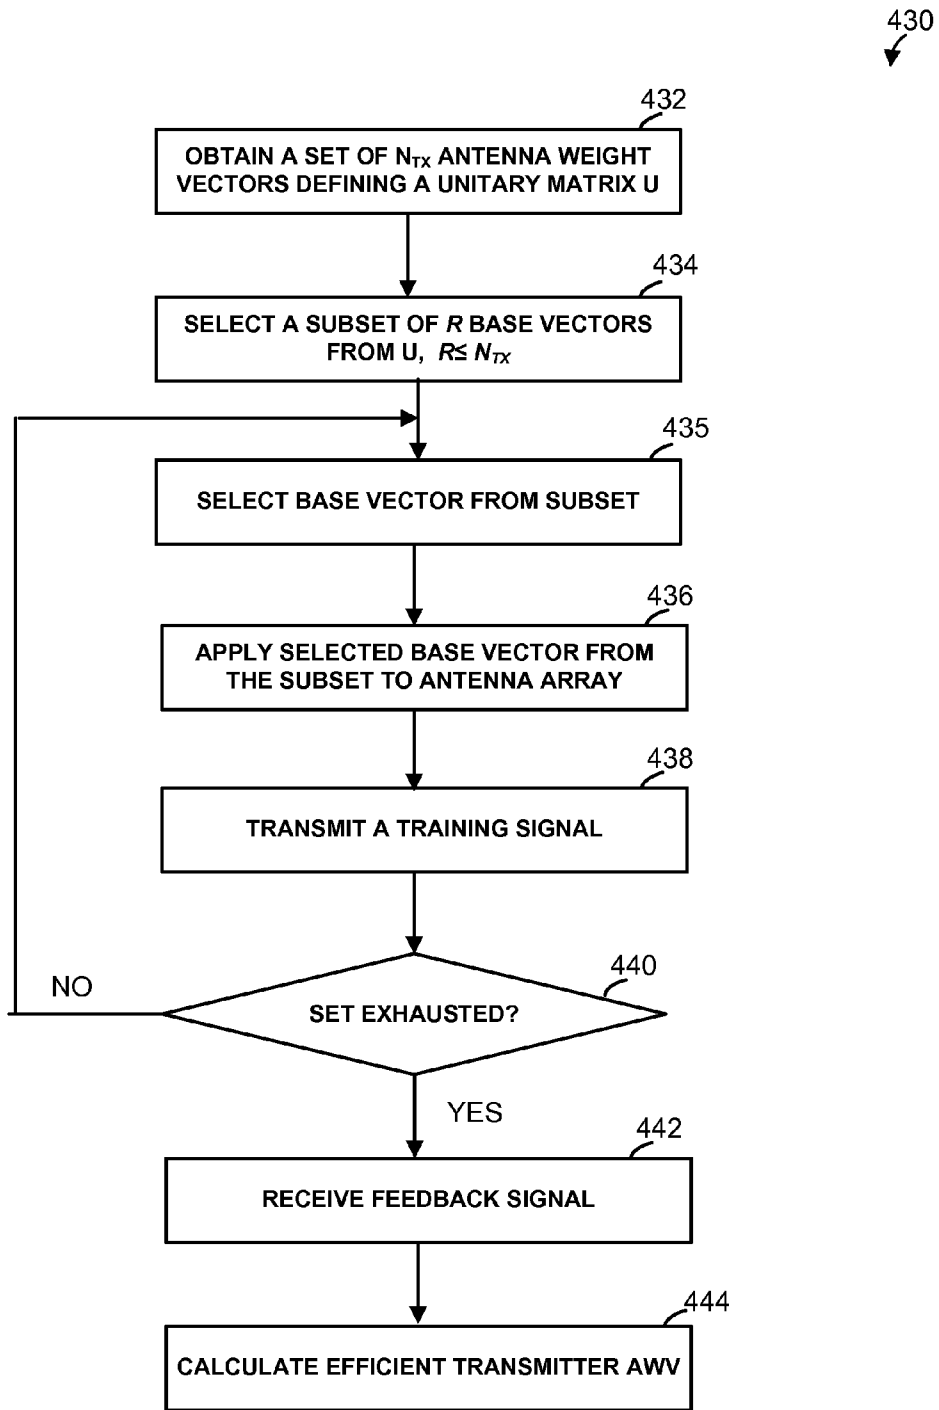 430
432
OBTAIN A SET OF NTX ANTENNA WEIGHT
VECTORS DEFINING A UNITARY MATRIX U
434
SELECT A SUBSET OF R BASE VECTORS
FROM U, R≤ NTX
435
SELECT BASE VECTOR FROM SUBSET
436
APPLY SELECTED BASE VECTOR FROM
THE SUBSET TO ANTENNA ARRAY
438
TRANSMIT A TRAINING SIGNAL
440
NO
SET EXHAUSTED?
YES
442
RECEIVE FEEDBACK SIGNAL
444
CALCULATE EFFICIENT TRANSMITTER AWV